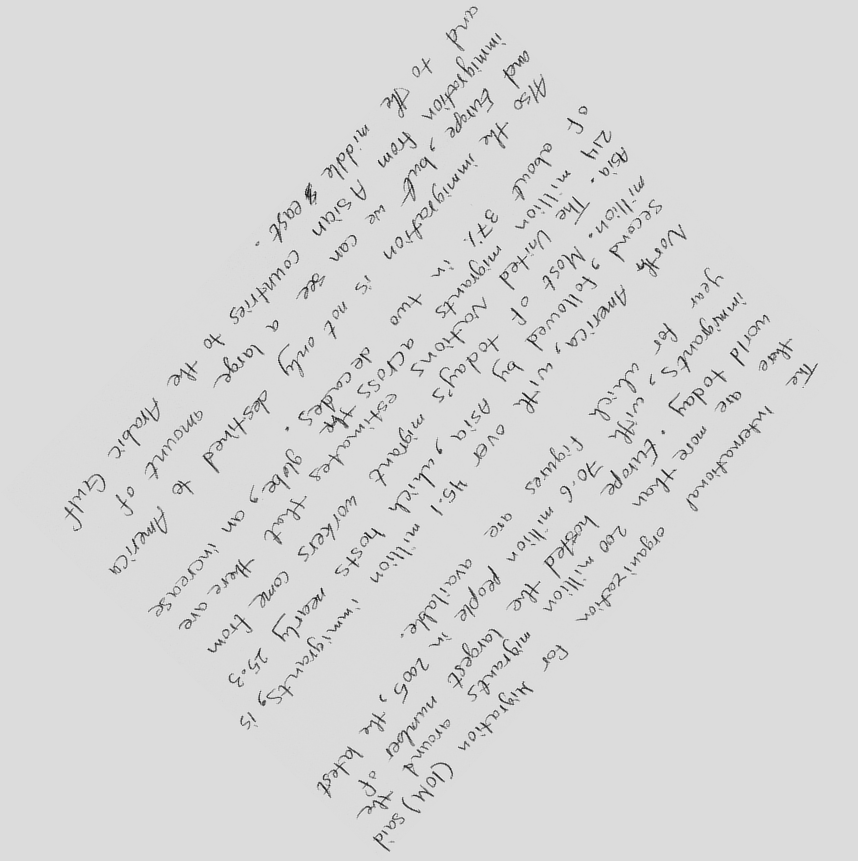 The International organization for Migration (IOM) said
there are more than 200 million migrants around the
world today. Europe hosted the largest number of
immigrants, with 70.6 million people in 2005, the latest
year for which figures are available.
North America, with over 45.1 million immigrants, is
second, followed by Asia, which hosts nearly 25.3
million. Most of today's migrant workers come from
Asia. The United Nations estimates that there are
214 million migrants across the globe, an increase
of about 37% in two decades.
Also the immigration is not only destined to America
and Europe, but we can see a large amount of
immigration from Asian countries to the Arabic Gulf
and to the middle east.